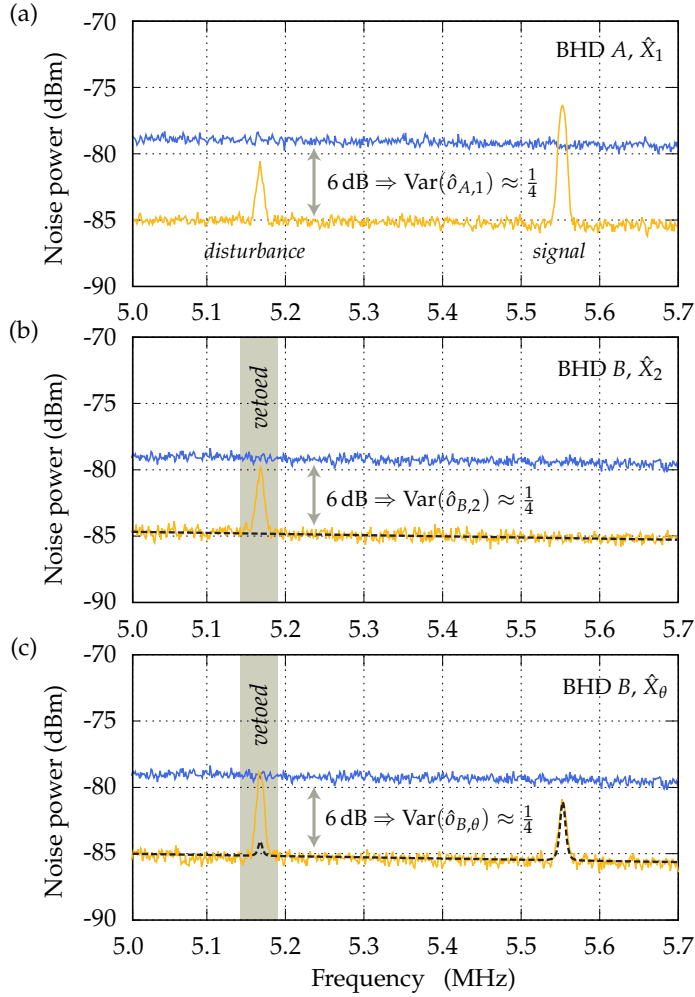 (a)
-70
BHD A, X̂₁
-75
-80
6 dB ⇒ Var(ô_A,1) ≈ 1/4
-85
disturbance
signal
-90
5.0 5.1 5.2 5.3 5.4 5.5 5.6 5.7
Noise power (dBm)
(b)
-70
BHD B, X̂₂
vetoed
-75
-80
6 dB ⇒ Var(ô_B,2) ≈ 1/4
-85
-90
5.0 5.1 5.2 5.3 5.4 5.5 5.6 5.7
Noise power (dBm)
(c)
-70
BHD B, X̂_θ
vetoed
-75
-80
6 dB ⇒ Var(ô_B,θ) ≈ 1/4
-85
-90
5.0 5.1 5.2 5.3 5.4 5.5 5.6 5.7
Noise power (dBm)
Frequency (MHz)